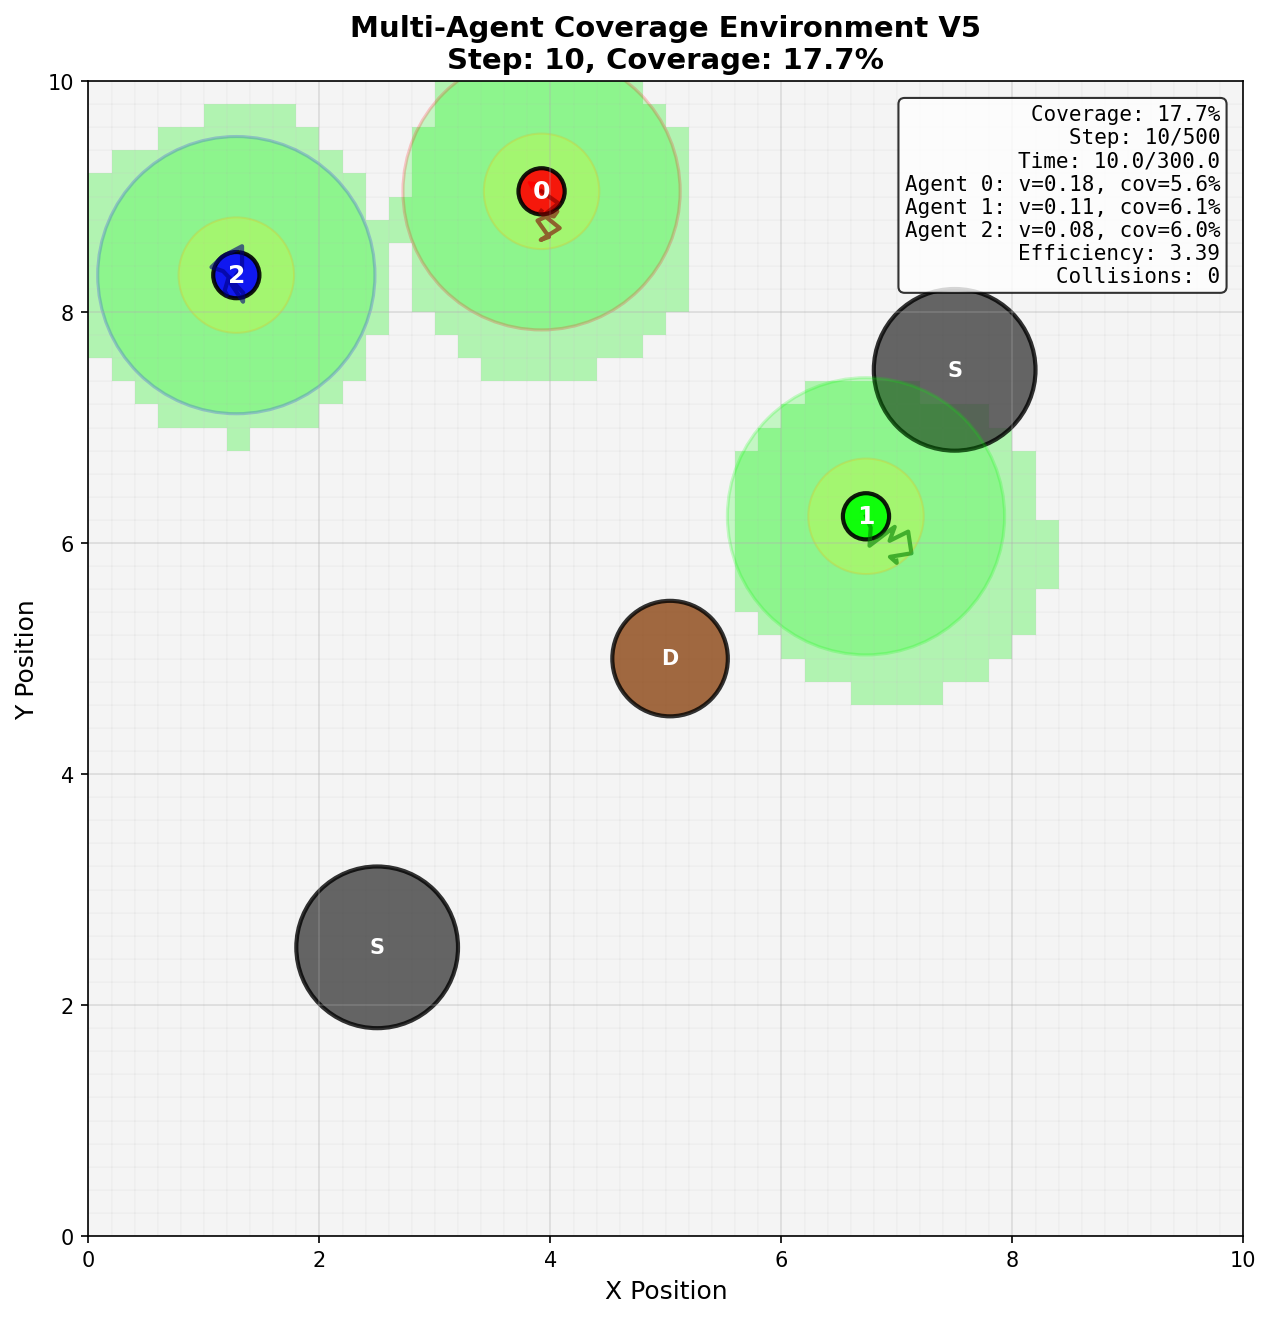 Multi-Agent Coverage Environment V5
Step: 10, Coverage: 17.7%
Coverage: 17.7%
Step: 10/500
Time: 10.0/300.0
Agent 0: v=0.18, cov=5.6%
Agent 1: v=0.11, cov=6.1%
Agent 2: v=0.08, cov=6.0%
Efficiency: 3.39
Collisions: 0
10
8
6
4
2
0
Y Position
0
2
S
1
D
S
0
2
4
6
8
10
X Position